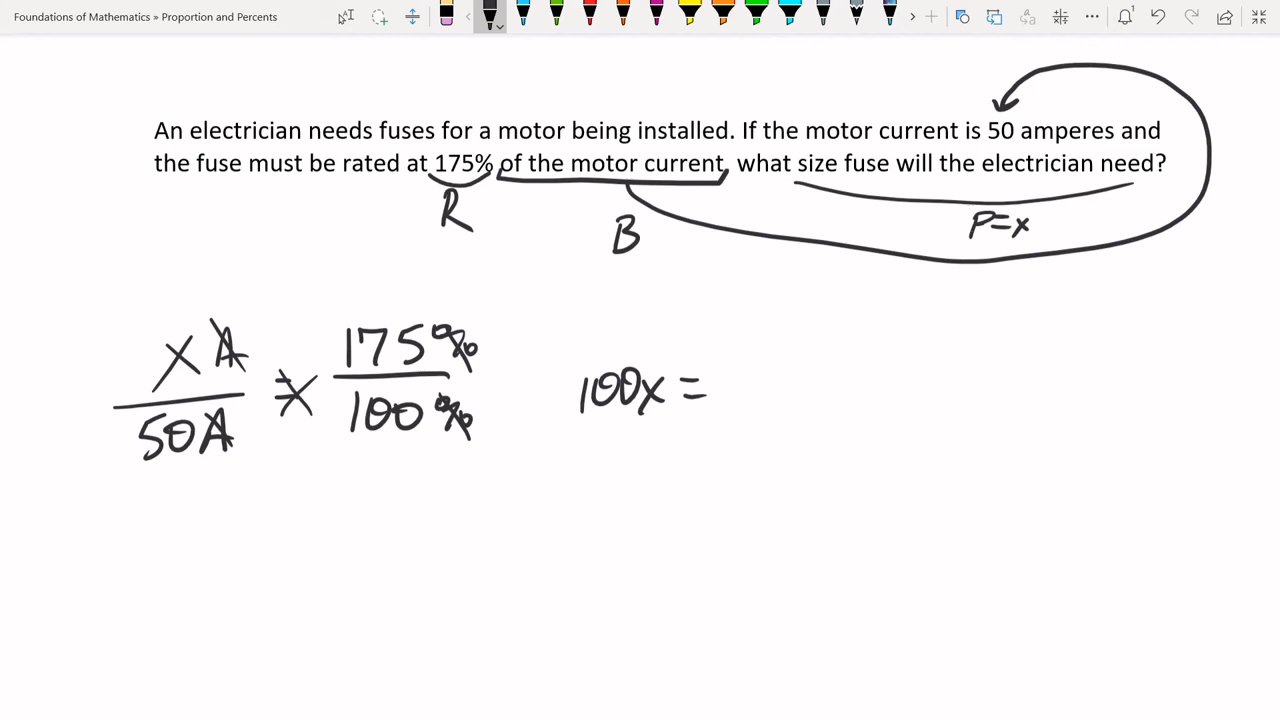 Foundations of Mathematics » Proportion and Percents
An electrician needs fuses for a motor being installed. If the motor current is 50 amperes and
the fuse must be rated at 175% of the motor current, what size fuse will the electrician need?
R
B
P=x
x A
50A
=
175%
100%
100x =